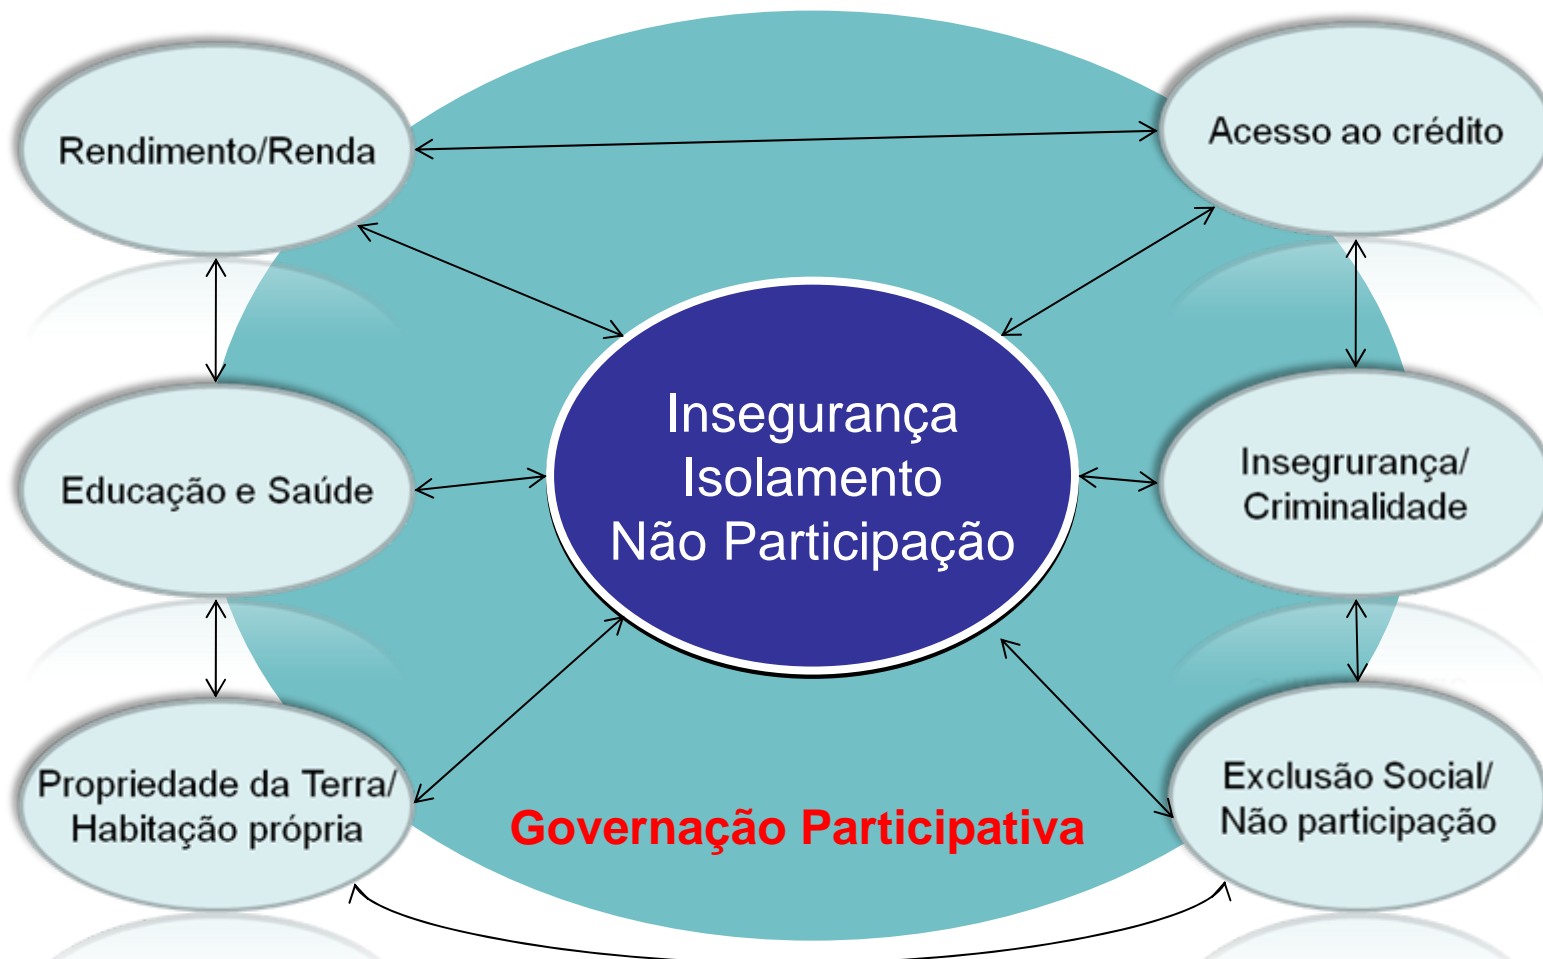 Rendimento/Renda
Acesso ao crédito
Insegurança
Isolamento
Não Participação
Educação e Saúde
Insegrurança/
Criminalidade
Propriedade da Terra/
Habitação própria
Exclusão Social/
Não participação
Governação Participativa